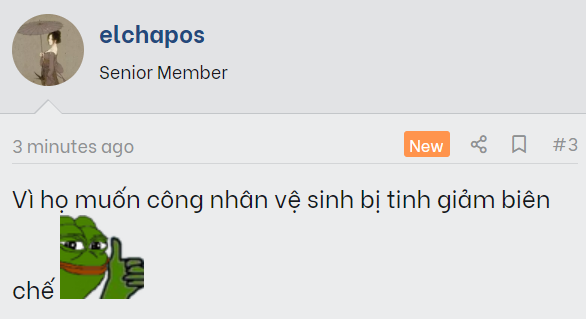 elchapos
Senior Member
3 minutes ago
New
#3
Vì họ muốn công nhân vệ sinh bị tinh giảm biên
chế